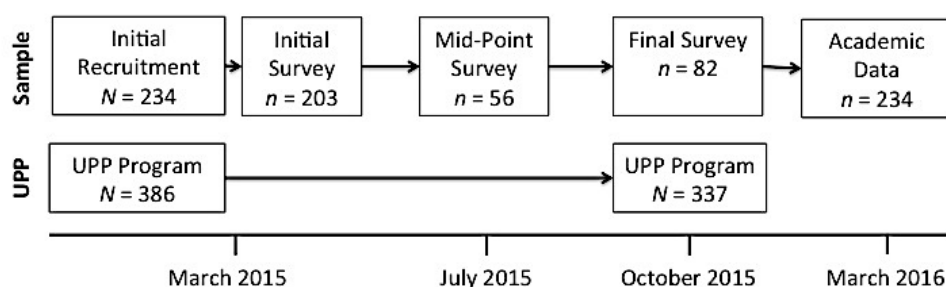 Sample
Initial
Recruitment
N = 234
Initial
Survey
n = 203
Mid-Point
Survey
n = 56
Final Survey
n = 82
Academic
Data
n = 234
UPP
UPP Program
N = 386
UPP Program
N = 337
March 2015
July 2015
October 2015
March 2016